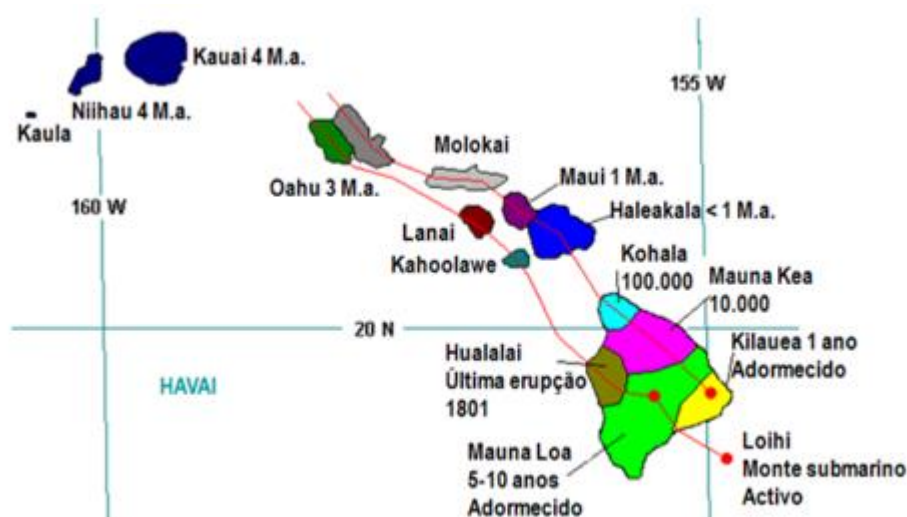 Kauai 4 M.a.
Niihau 4 M.a.
Kaula
155 W
Molokai
Oahu 3 M.a.
Maui 1 M.a.
160 W
Haleakala < 1 M.a.
Lanai
Kahoolawe
Kohala
100.000
Mauna Kea
10.000
20 N
Kilauea 1 ano
Adormecido
Hualalai
Última erupção
1801
HAVAI
Mauna Loa
5-10 anos
Adormecido
Loihi
Monte submarino
Activo